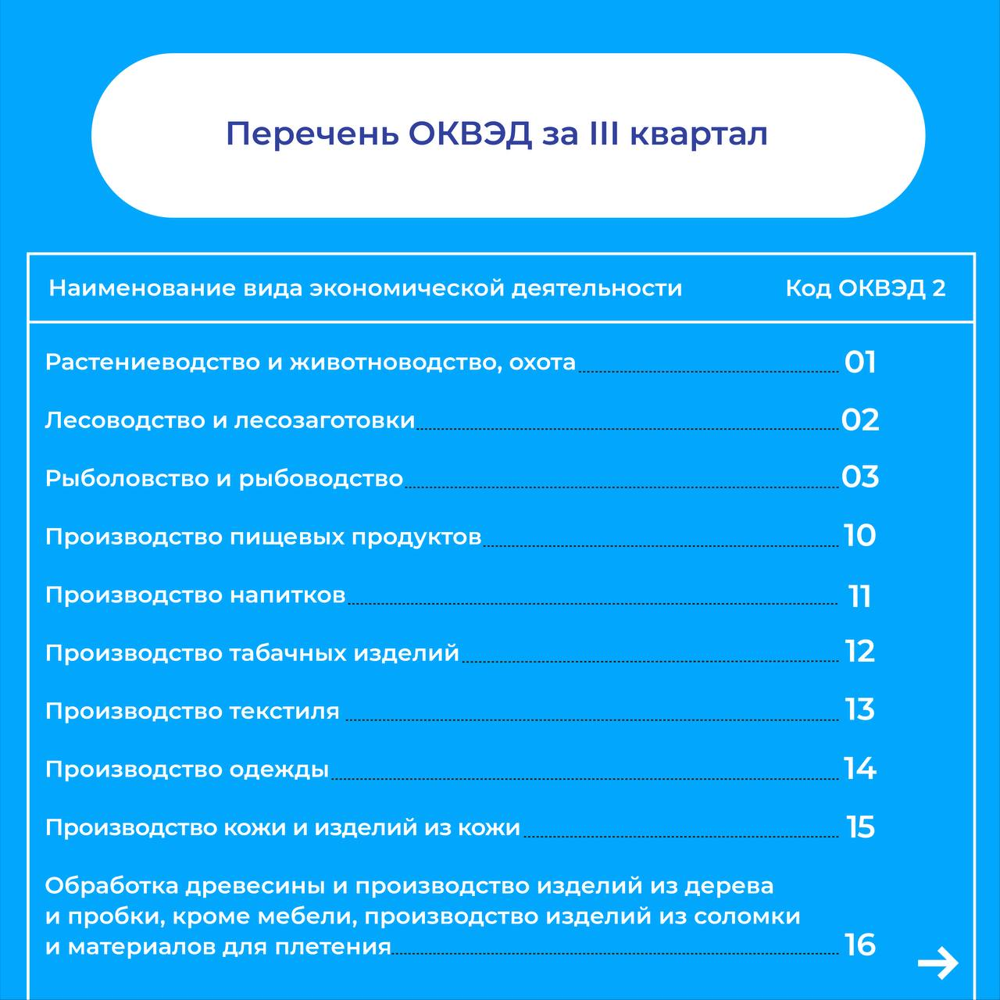 Перечень ОКВЭД за III квартал
Наименование вида экономической деятельности Код ОКВЭД 2
Растениеводство и животноводство, охота 01
Лесоводство и лесозаготовки 02
Рыболовство и рыбоводство 03
Производство пищевых продуктов 10
Производство напитков 11
Производство табачных изделий 12
Производство текстиля 13
Производство одежды 14
Производство кожи и изделий из кожи 15
Обработка древесины и производство изделий из дерева
и пробки, кроме мебели, производство изделий из соломки
и материалов для плетения 16